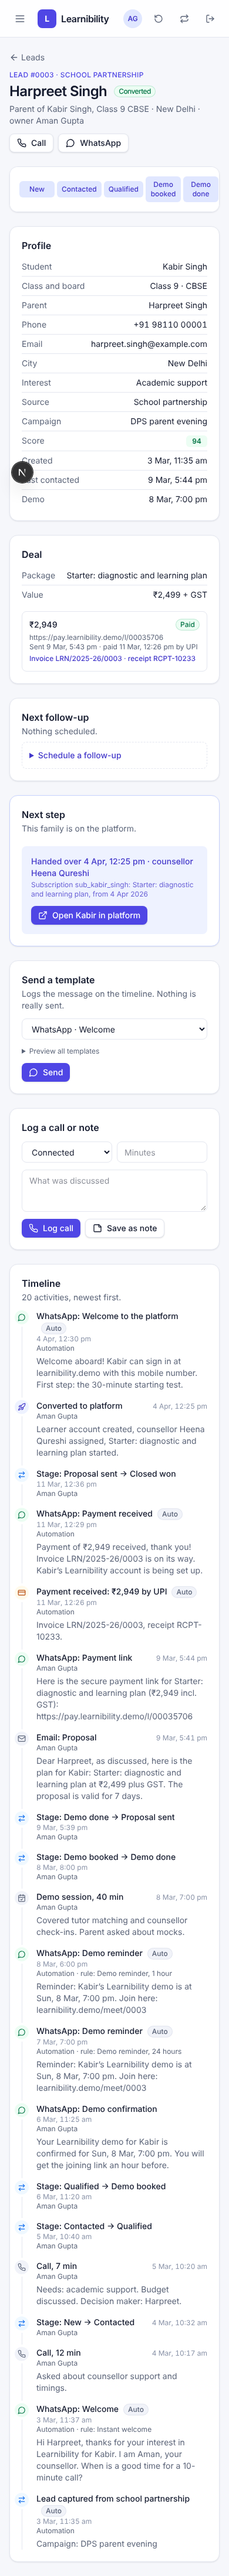 L Learnibility AG
Leads
LEAD #0003 · SCHOOL PARTNERSHIP
Harpreet Singh Converted
Parent of Kabir Singh, Class 9 CBSE · New Delhi ·
owner Aman Gupta
Call WhatsApp
New Contacted Qualified Demo booked Demo done
Profile
Student Kabir Singh
Class and board Class 9 · CBSE
Parent Harpreet Singh
Phone +91 98110 00001
Email harpreet.singh@example.com
City New Delhi
Interest Academic support
Source School partnership
Campaign DPS parent evening
Score 94
Created 3 Mar, 11:35 am
N st contacted 9 Mar, 5:44 pm
Demo 8 Mar, 7:00 pm
Deal
Package Starter: diagnostic and learning plan
Value ₹2,499 + GST
₹2,949 Paid
https://pay.learnibility.demo/l/00035706
Sent 9 Mar, 5:43 pm · paid 11 Mar, 12:26 pm by UPI
Invoice LRN/2025-26/0003 · receipt RCPT-10233
Next follow-up
Nothing scheduled.
Schedule a follow-up
Next step
This family is on the platform.
Handed over 4 Apr, 12:25 pm · counsellor
Heena Qureshi
Subscription sub_kabir_singh: Starter: diagnostic
and learning plan, from 4 Apr 2026
Open Kabir in platform
Send a template
Logs the message on the timeline. Nothing is
really sent.
WhatsApp · Welcome
Preview all templates
Send
Log a call or note
Connected Minutes
What was discussed
Log call Save as note
Timeline
20 activities, newest first.
WhatsApp: Welcome to the platform
Auto
4 Apr, 12:30 pm
Automation
Welcome aboard! Kabir can sign in at
learnibility.demo with this mobile number.
First step: the 30-minute starting test.
Converted to platform 4 Apr, 12:25 pm
Aman Gupta
Learner account created, counsellor Heena
Qureshi assigned, Starter: diagnostic and
learning plan started.
Stage: Proposal sent → Closed won
11 Mar, 12:36 pm
Aman Gupta
WhatsApp: Payment received Auto
11 Mar, 12:29 pm
Automation
Payment of ₹2,949 received, thank you!
Invoice LRN/2025-26/0003 is on its way.
Kabir's Learnibility account is being set up.
Payment received: ₹2,949 by UPI Auto
11 Mar, 12:26 pm
Automation
Invoice LRN/2025-26/0003, receipt RCPT-
10233.
WhatsApp: Payment link 9 Mar, 5:44 pm
Aman Gupta
Here is the secure payment link for Starter:
diagnostic and learning plan (₹2,949 incl.
GST):
https://pay.learnibility.demo/l/00035706
Email: Proposal 9 Mar, 5:41 pm
Aman Gupta
Dear Harpreet, as discussed, here is the
plan for Kabir: Starter: diagnostic and
learning plan at ₹2,499 plus GST. The
proposal is valid for 7 days.
Stage: Demo done → Proposal sent
9 Mar, 5:39 pm
Aman Gupta
Stage: Demo booked → Demo done
8 Mar, 8:00 pm
Aman Gupta
Demo session, 40 min 8 Mar, 7:00 pm
Aman Gupta
Covered tutor matching and counsellor
check-ins. Parent asked about mocks.
WhatsApp: Demo reminder Auto
8 Mar, 6:00 pm
Automation · rule: Demo reminder, 1 hour
Reminder: Kabir's Learnibility demo is at
Sun, 8 Mar, 7:00 pm. Join here:
learnibility.demo/meet/0003
WhatsApp: Demo reminder Auto
7 Mar, 7:00 pm
Automation · rule: Demo reminder, 24 hours
Reminder: Kabir's Learnibility demo is at
Sun, 8 Mar, 7:00 pm. Join here:
learnibility.demo/meet/0003
WhatsApp: Demo confirmation
6 Mar, 11:25 am
Aman Gupta
Your Learnibility demo for Kabir is
confirmed for Sun, 8 Mar, 7:00 pm. You will
get the joining link an hour before.
Stage: Qualified → Demo booked
6 Mar, 11:20 am
Aman Gupta
Stage: Contacted → Qualified
5 Mar, 10:40 am
Aman Gupta
Call, 7 min 5 Mar, 10:20 am
Aman Gupta
Needs: academic support. Budget
discussed. Decision maker: Harpreet.
Stage: New → Contacted 4 Mar, 10:32 am
Aman Gupta
Call, 12 min 4 Mar, 10:17 am
Aman Gupta
Asked about counsellor support and
timings.
WhatsApp: Welcome Auto
3 Mar, 11:37 am
Automation · rule: Instant welcome
Hi Harpreet, thanks for your interest in
Learnibility for Kabir. I am Aman, your
counsellor. When is a good time for a 10-
minute call?
Lead captured from school partnership
Auto
3 Mar, 11:35 am
Automation
Campaign: DPS parent evening